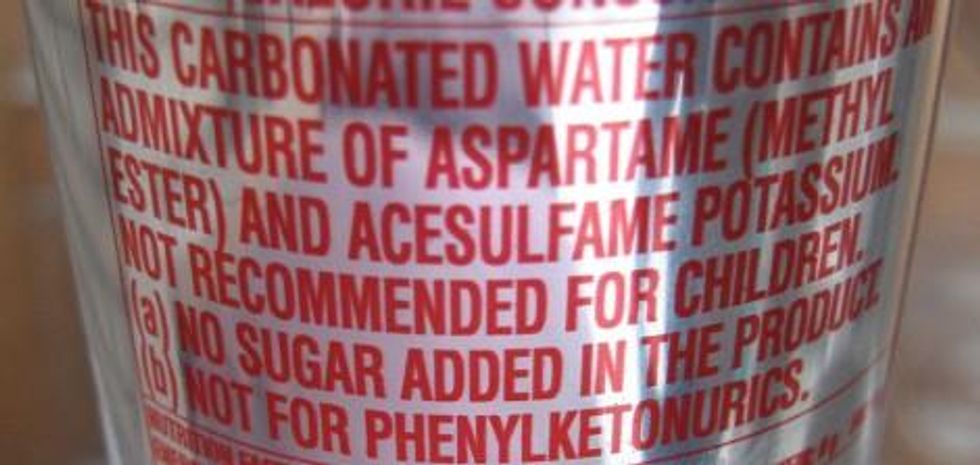 THIS CARBONATED WATER CONTAINS AN
ADMIXTURE OF ASPARTAME (METHYL
ESTER) AND ACESULFAME POTASSIUM.
NOT RECOMMENDED FOR CHILDREN.
(a) NO SUGAR ADDED IN THE PRODUCT.
(b) NOT FOR PHENYLKETONURICS.